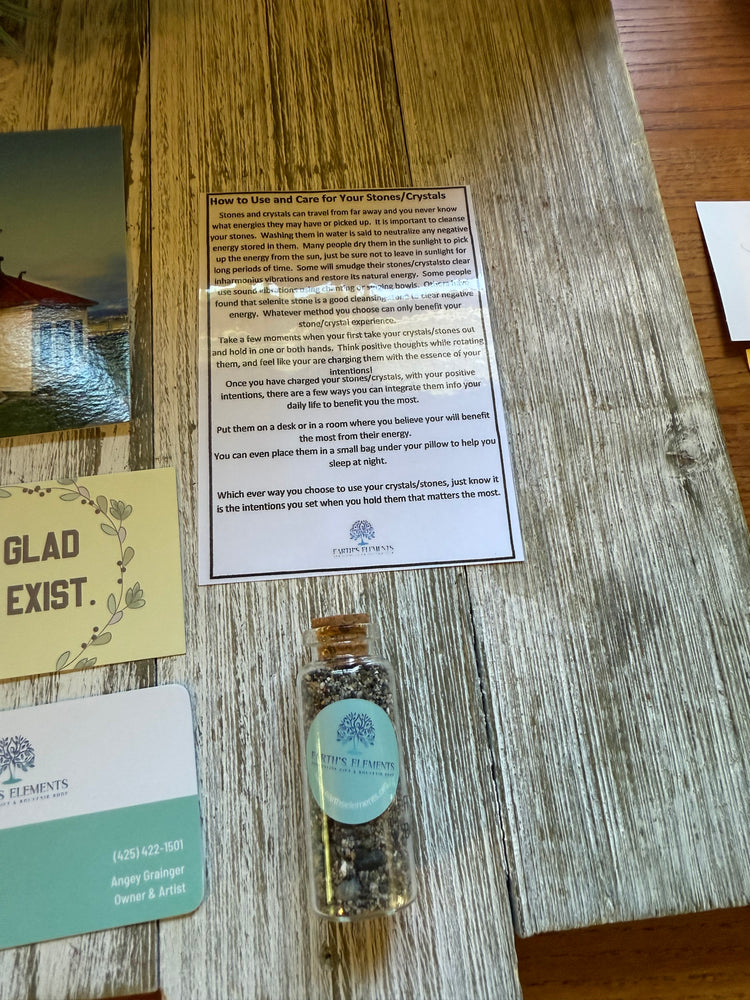 How to Use and Care for Your Stones/Crystals
Stones and crystals can travel from far away and you never know
what energies they may have or picked up. It is important to cleanse
your stones. Washing them in water is said to neutralize any negative
energy stored in them. Many people dry them in the sunlight to pick
up the energy from the sun, just be sure not to leave in sunlight for
long periods of time. Some will smudge their stones/crystalsto clear
inharmonius vibrations and restore its natural energy. Some people
use sound vibrations using chanting or singing bowls.
found that selenite stone is a good cleansing to clear negative
energy. Whatever method you choose can only benefit your
stone/crystal experience.
Take a few moments when your first take your crystals/stones out
and hold in one or both hands. Think positive thoughts while rotating
them, and feel like your are charging them with the essence of your
intentions!
Once you have charged your stones/crystals, with your positive
intentions, there are a few ways you can integrate them into your
daily life to benefit you the most.
Put them on a desk or in a room where you believe your will benefit
the most from their energy.
You can even place them in a small bag under your pillow to help you
sleep at night.
Which ever way you choose to use your crystals/stones, just know it
is the intentions you set when you hold them that matters the most.
EARTH'S ELEMENTS
GLAD
EXIST.
EARTH'S ELEMENTS
S ELEMENTS
(425) 422-1501
Angey Grainger
Owner & Artist